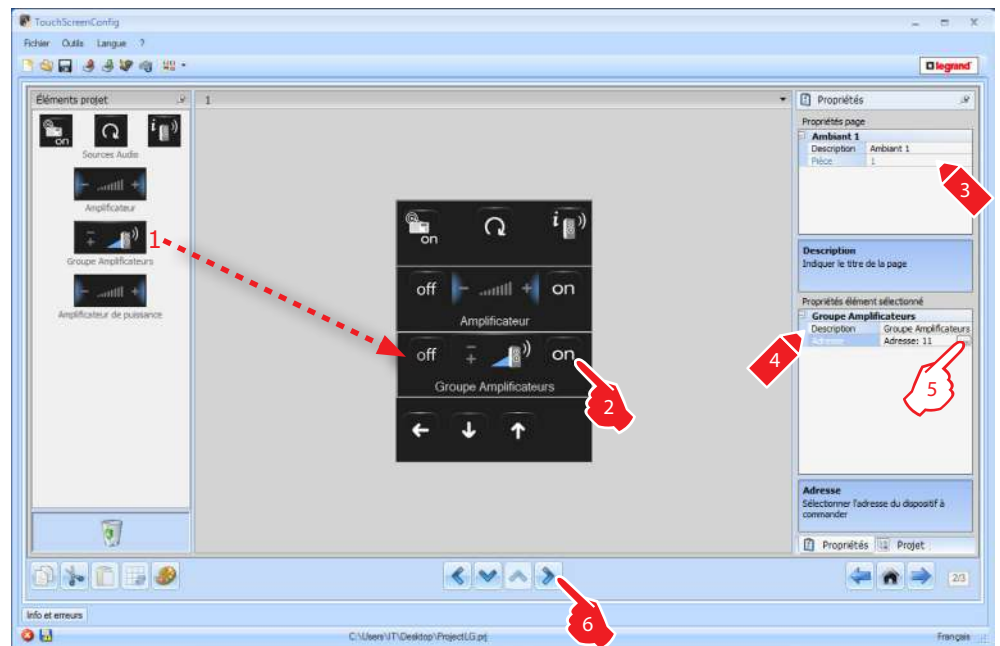 TouchScreenConfig
Fichier Outils Langue ?
legrand
Éléments projet
1
Propriétés
on
i
Sources Audio
Amplificateur
1
Groupe Amplificateurs
Amplificateur de puissance
on
i
off
on
Amplificateur
off
on
Groupe Amplificateurs
2
Propriétés page
Ambiant 1
Description Ambiant 1
Pièce 1
3
Description
Indiquer le titre de la page
Propriétés élément sélectionné
Groupe Amplificateurs
Description Groupe Amplificateurs
Adresse Adresse: 11
4
5
Adresse
Sélectionner l'adresse du dispositif à
commander
Propriétés Projet
2/3
6
Info et erreurs
C:\Users\IT\Desktop\ProjectLG.prj
Français